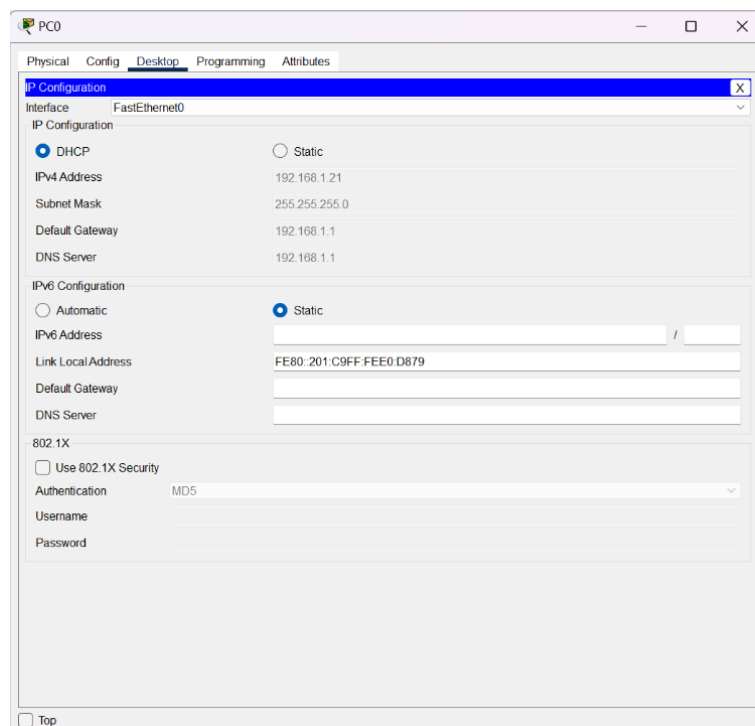 PC0
Physical Config Desktop Programming Attributes
IP Configuration X
Interface FastEthernet0
IP Configuration
DHCP Static
IPv4 Address 192.168.1.21
Subnet Mask 255.255.255.0
Default Gateway 192.168.1.1
DNS Server 192.168.1.1
IPv6 Configuration
Automatic Static
IPv6 Address /
Link Local Address FE80::201:C9FF:FEE0:D879
Default Gateway
DNS Server
802.1X
Use 802.1X Security
Authentication MD5
Username
Password
Top